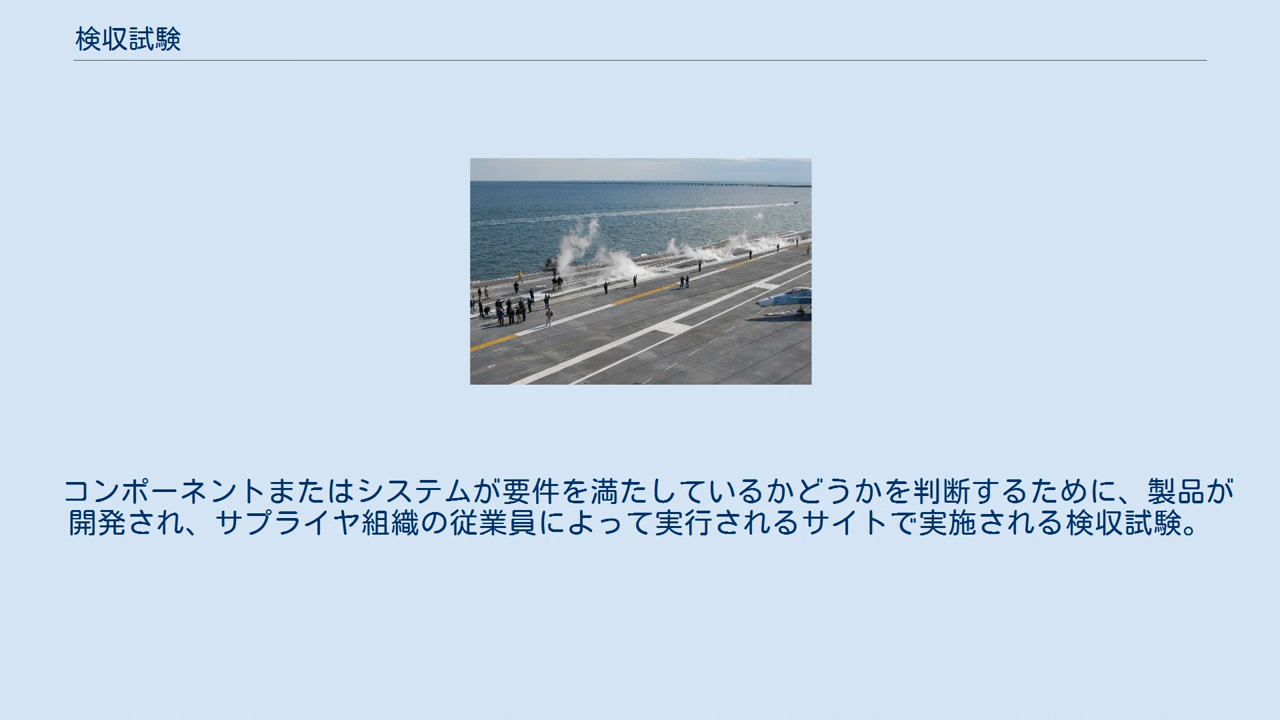 検収試験
コンポーネントまたはシステムが要件を満たしているかどうかを判断するために、製品が
開発され、サプライヤ組織の従業員によって実行されるサイトで実施される検収試験。